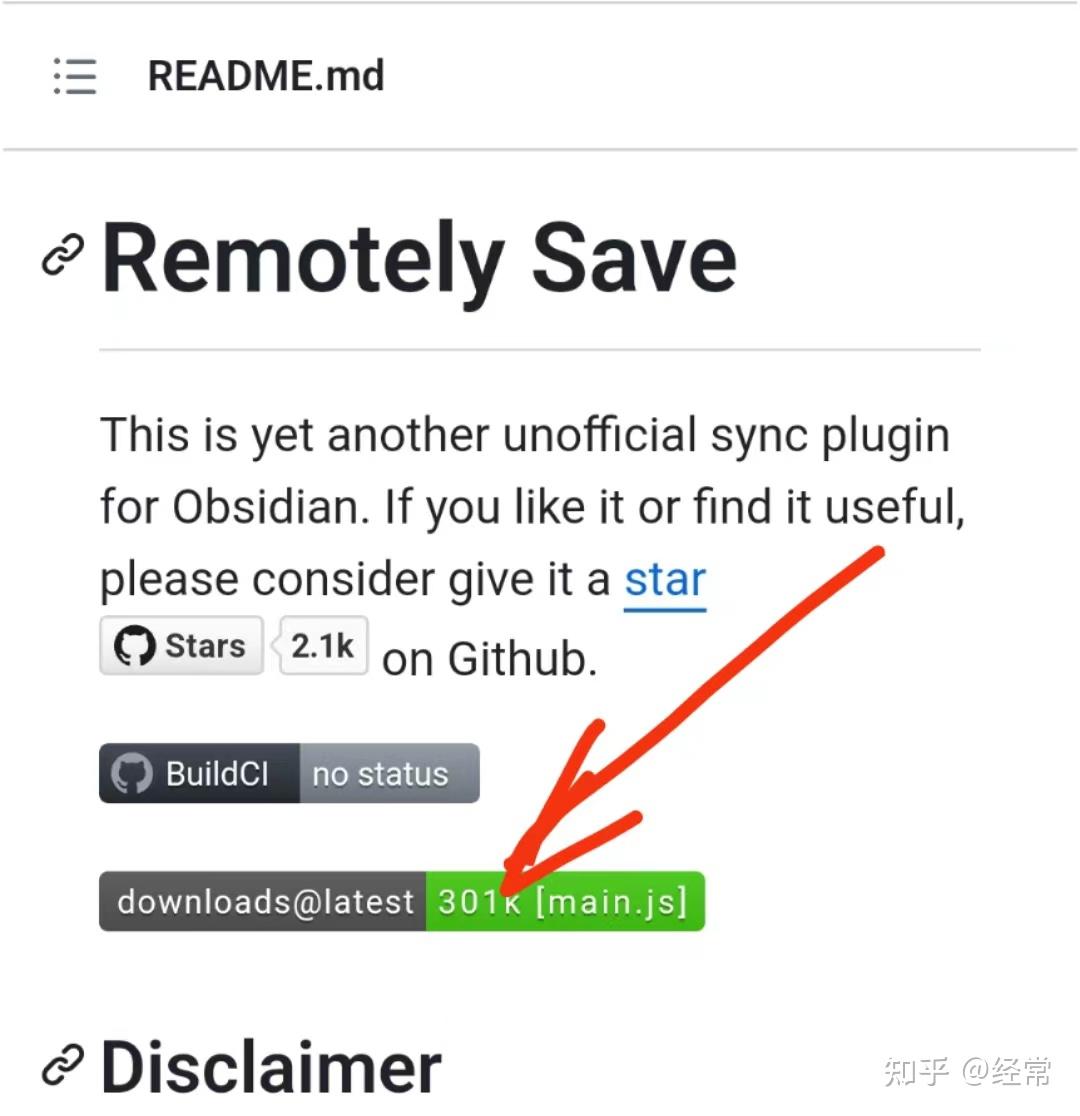 README.md
Remotely Save
This is yet another unofficial sync plugin
for Obsidian. If you like it or find it useful,
please consider give it a star
Stars 2.1k on Github.
BuildCI no status
downloads@latest 301k [main.js]
Disclaimer
知乎 @经常